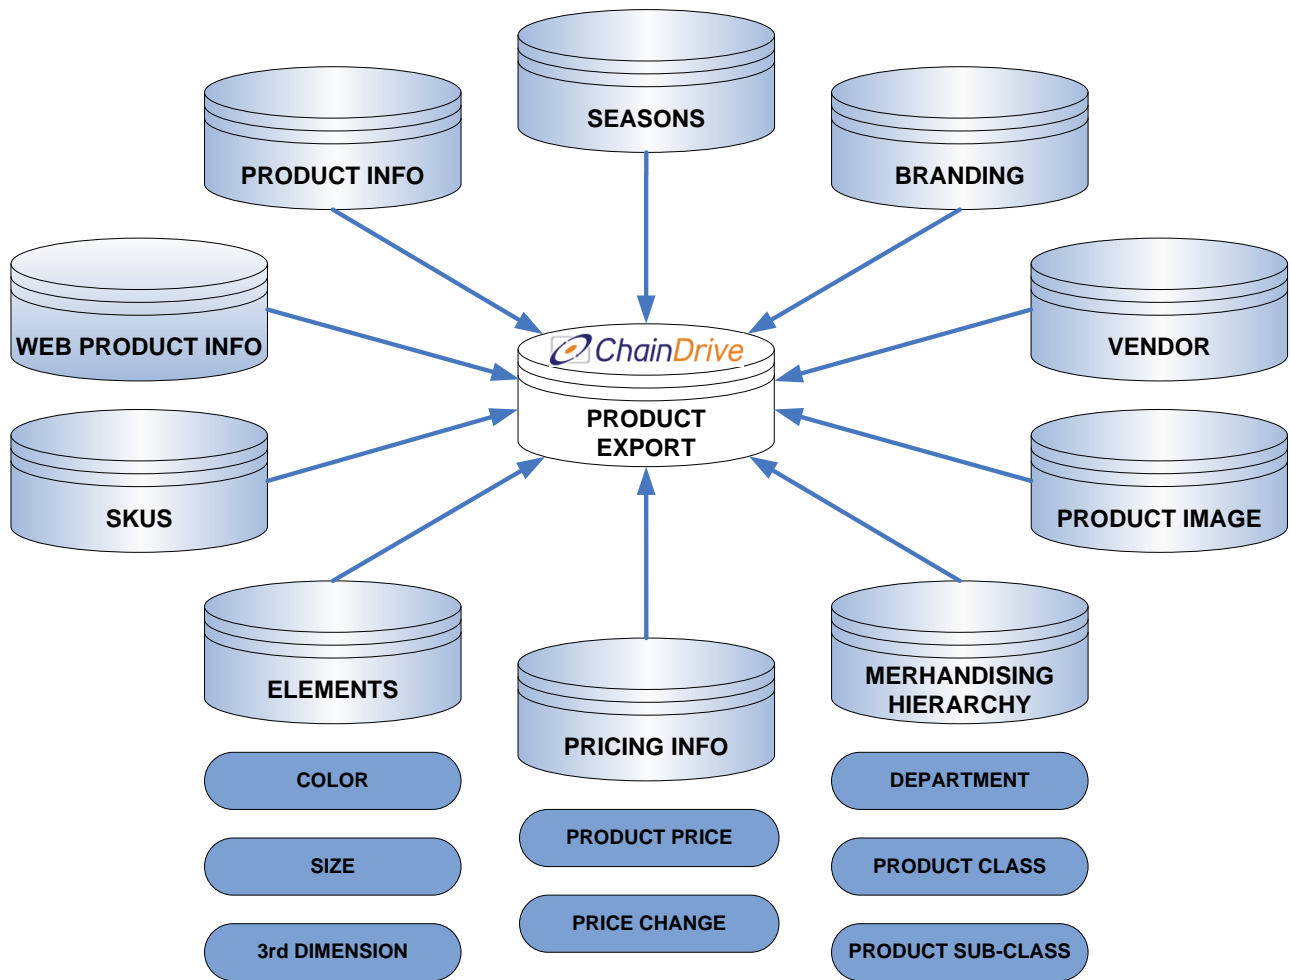 SEASONS
PRODUCT INFO
BRANDING
WEB PRODUCT INFO
ChainDrive
VENDOR
PRODUCT
EXPORT
SKUS
PRODUCT IMAGE
ELEMENTS
PRICING INFO
MERHANDISING
HIERARCHY
COLOR
SIZE
3rd DIMENSION
PRODUCT PRICE
PRICE CHANGE
DEPARTMENT
PRODUCT CLASS
PRODUCT SUB-CLASS